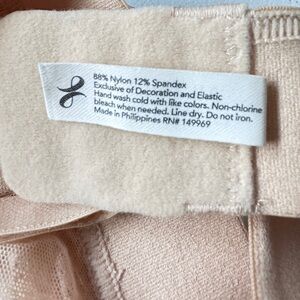 88% Nylon 12% Spandex
Exclusive of Decoration and Elastic
Hand wash cold with like colors. Non-chlorine
bleach when needed. Line dry. Do not iron.
Made in Philippines RN# 149969